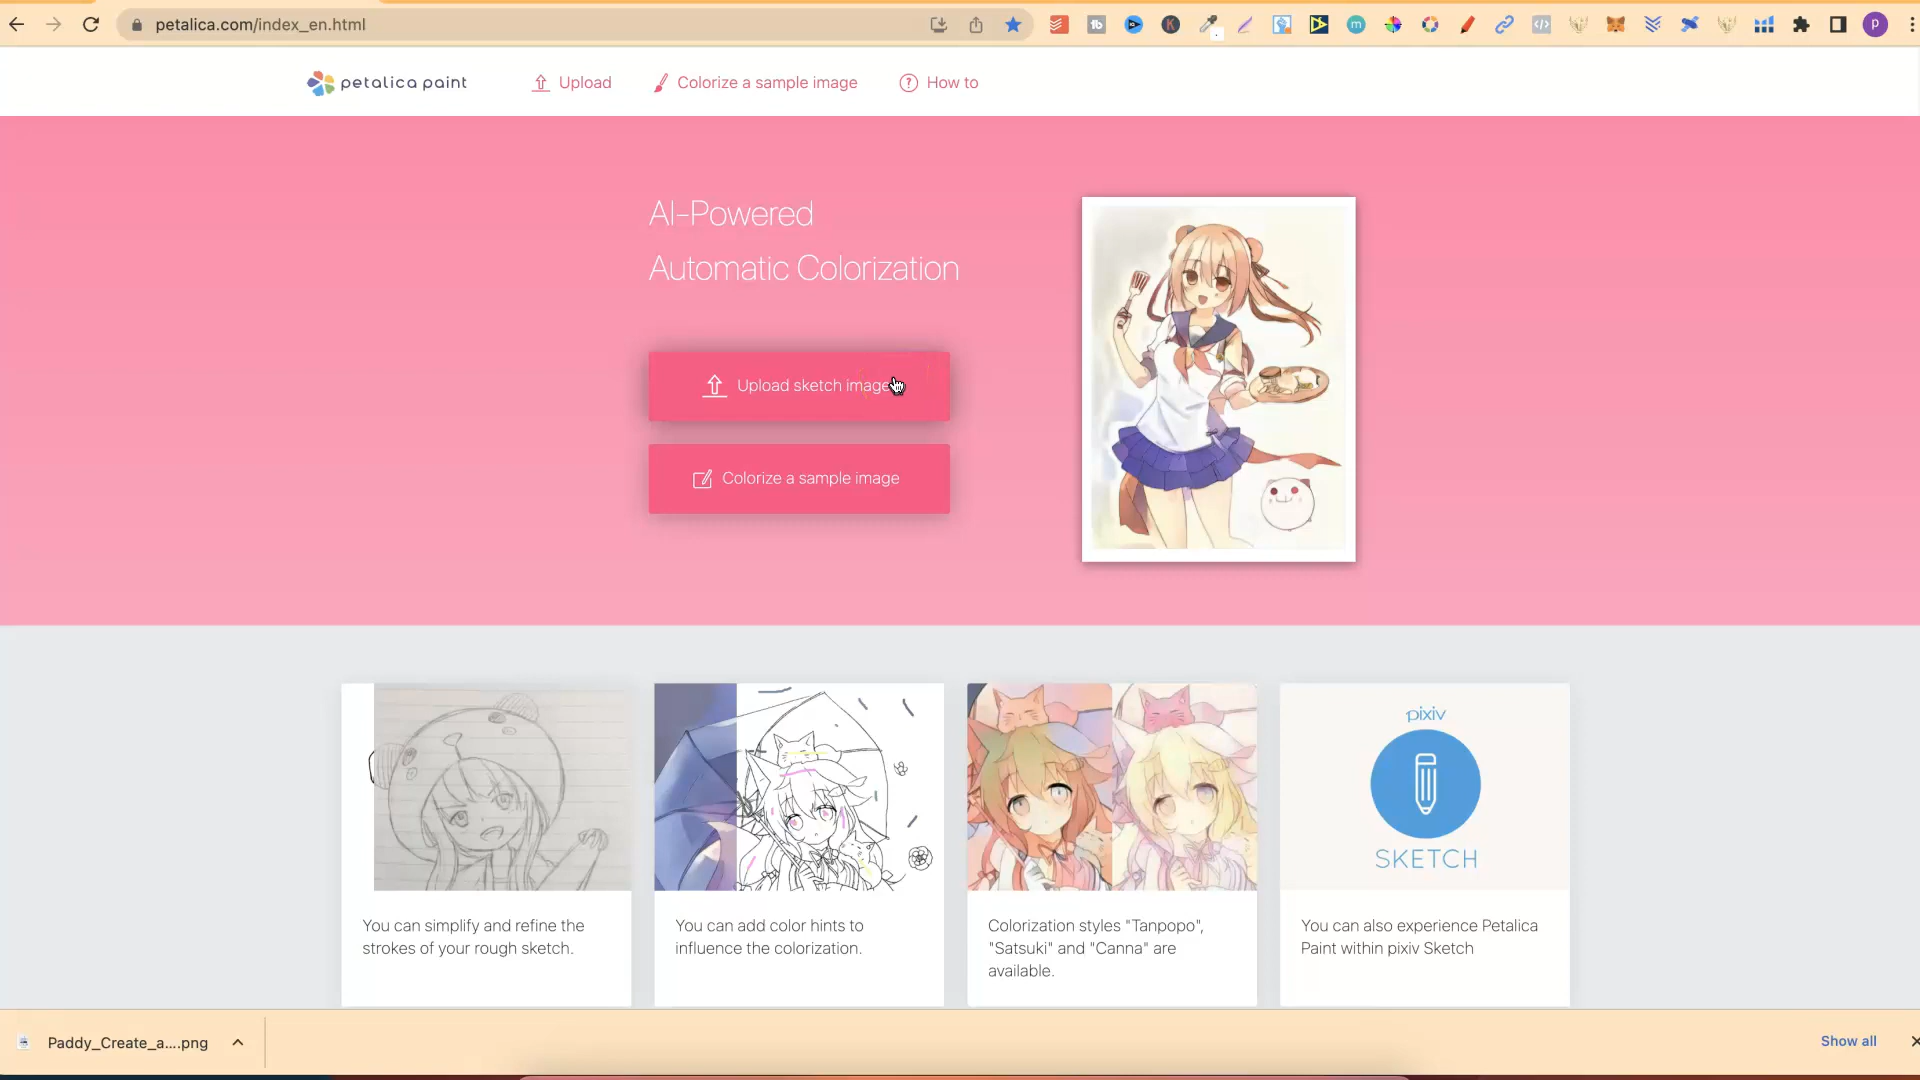 petalica.com/index_en.html
petalica paint
Upload
Colorize a sample image
How to
AI-Powered
Automatic Colorization
Upload sketch image
Colorize a sample image
pixiv
SKETCH
You can simplify and refine the
strokes of your rough sketch.
You can add color hints to
influence the colorization.
Colorization styles "Tanpopo",
"Satsuki" and "Canna" are
available.
You can also experience Petalica
Paint within pixiv Sketch
Paddy_Create_a....png
Show all